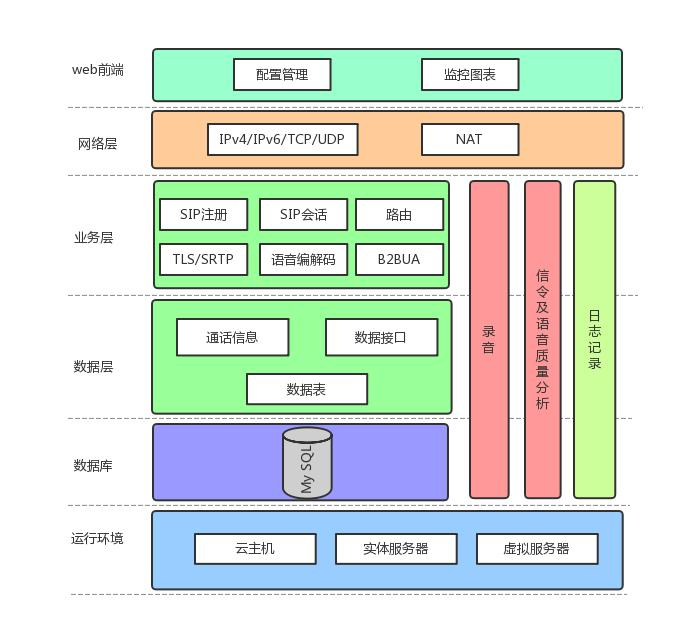 web前端
配置管理
监控图表
网络层
IPv4/IPv6/TCP/UDP
NAT
业务层
SIP注册
SIP会话
路由
TLS/SRTP
语音编解码
B2BUA
数据层
通话信息
数据接口
数据表
数据库
My SQL
录音
信令及语音质量分析
日志记录
运行环境
云主机
实体服务器
虚拟服务器